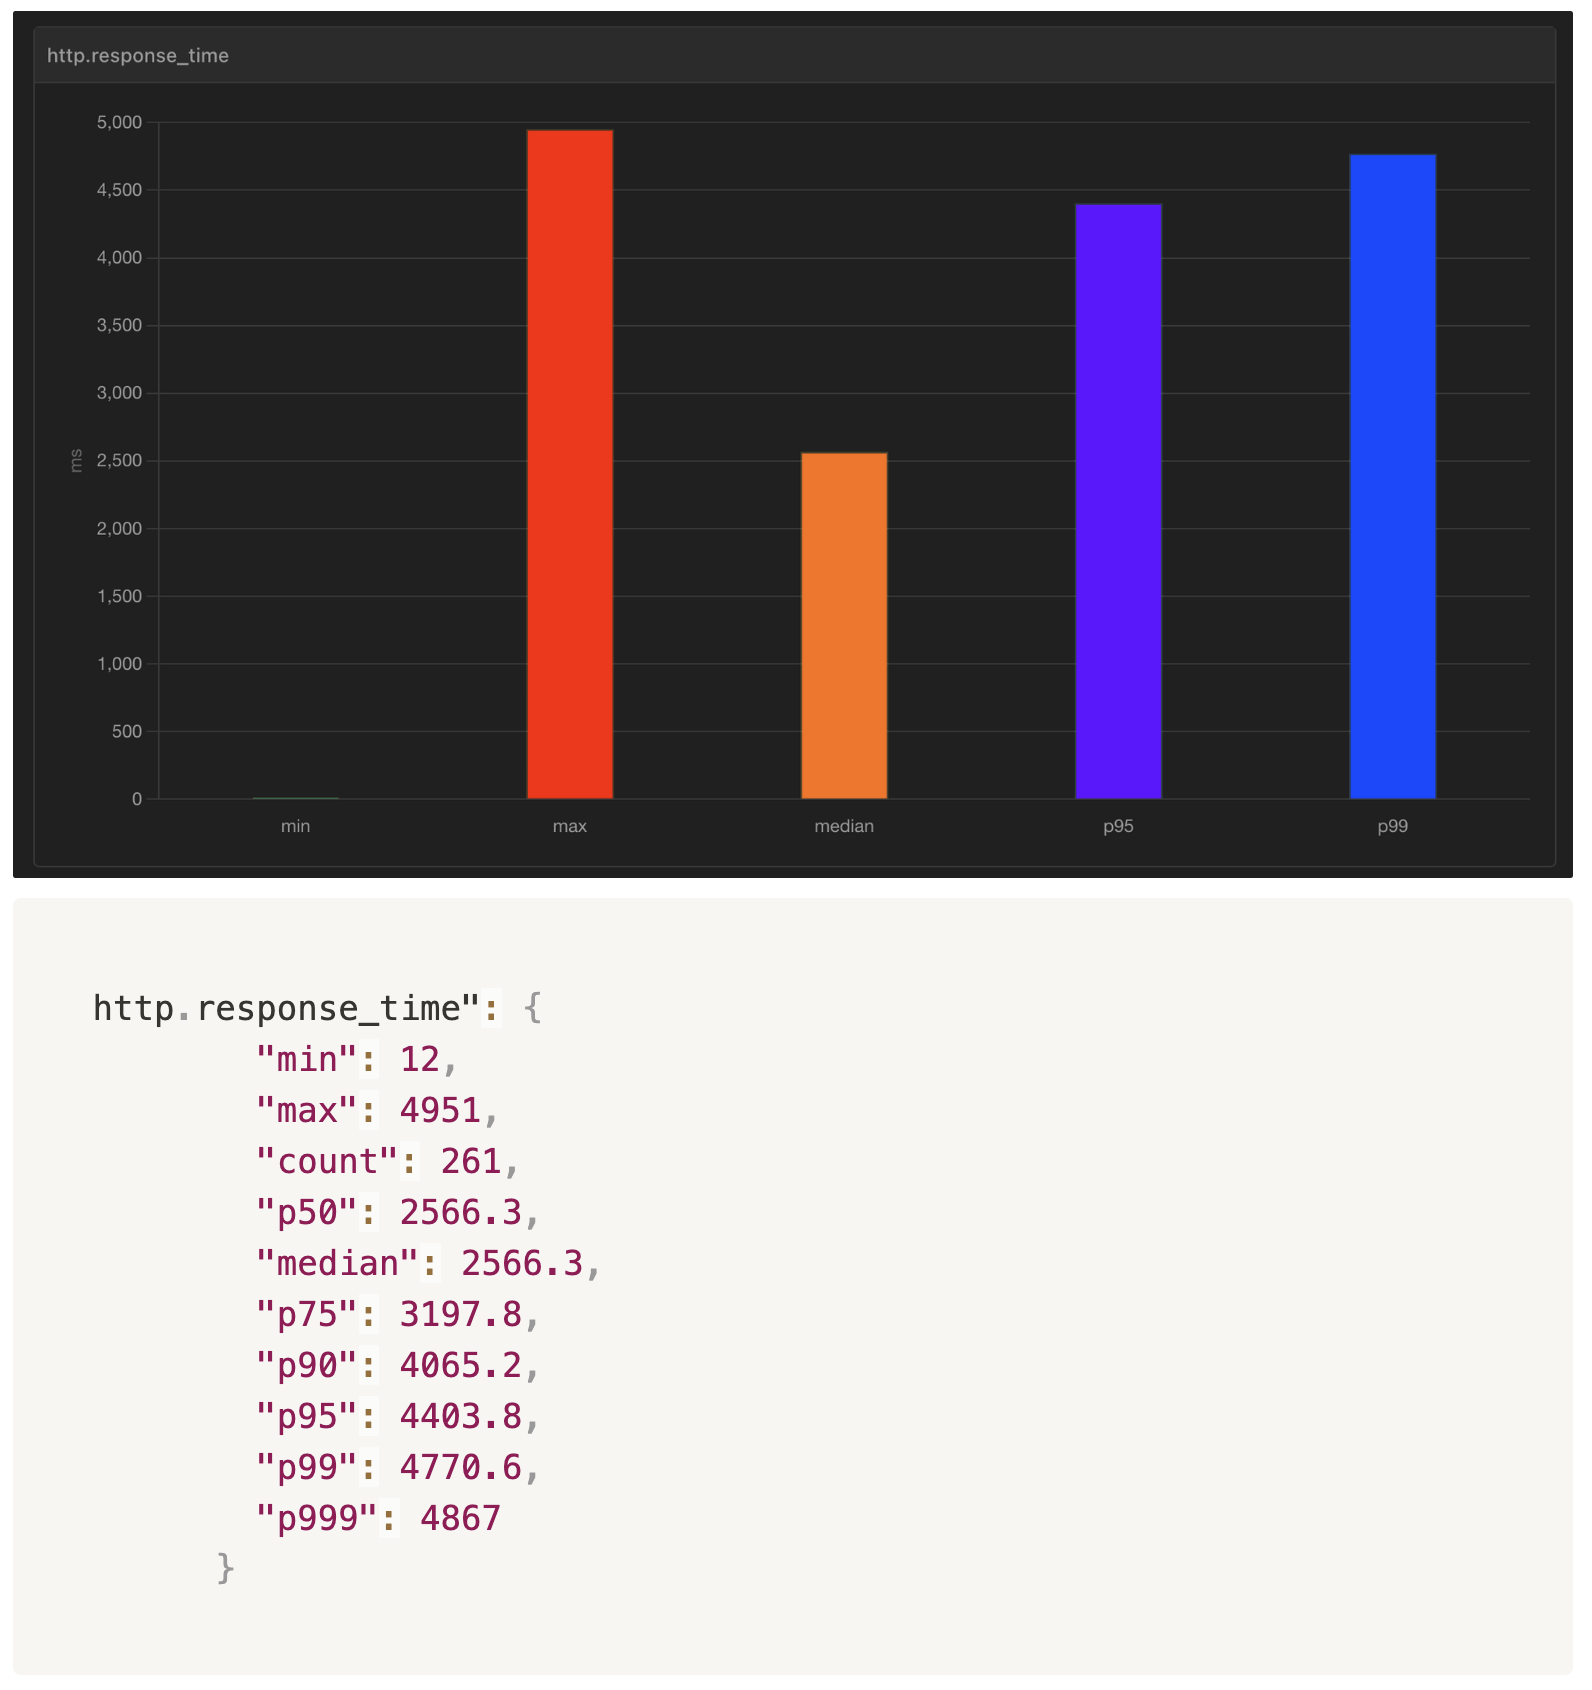 http.response_time
5,000
4,500
4,000
3,500
3,000
ms
2,500
2,000
1,500
1,000
500
0
min max median p95 p99
http.response_time": {
"min": 12,
"max": 4951,
"count": 261,
"p50": 2566.3,
"median": 2566.3,
"p75": 3197.8,
"p90": 4065.2,
"p95": 4403.8,
"p99": 4770.6,
"p999": 4867
}